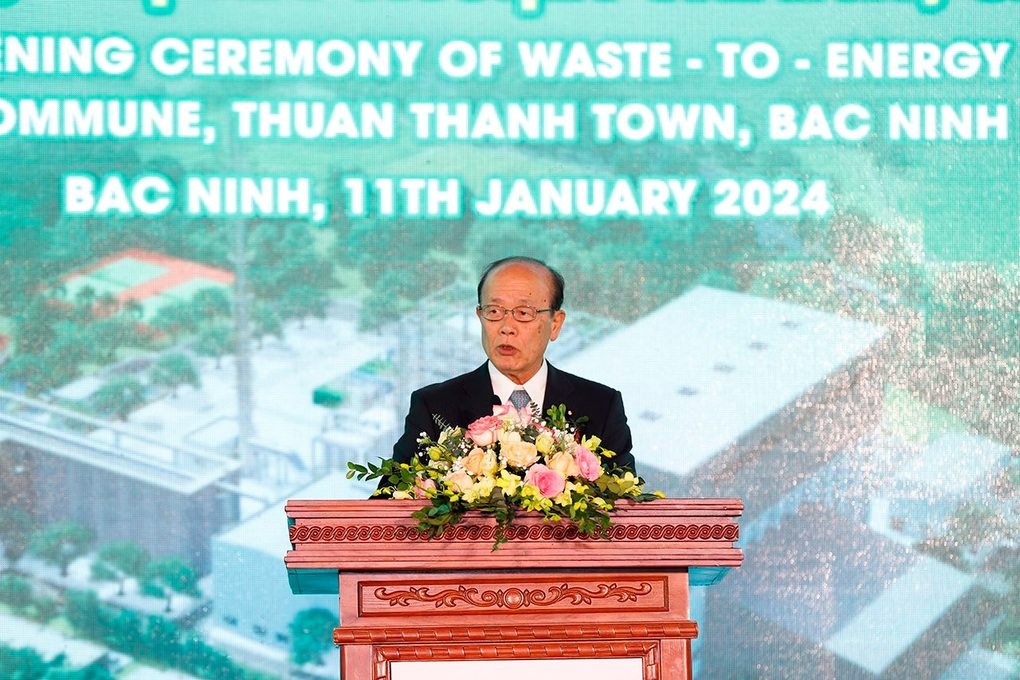 ENING CEREMONY OF WASTE - TO - ENERGY
OMMUNE, THUAN THANH TOWN, BAC NINH
BAC NINH, 11TH JANUARY 2024